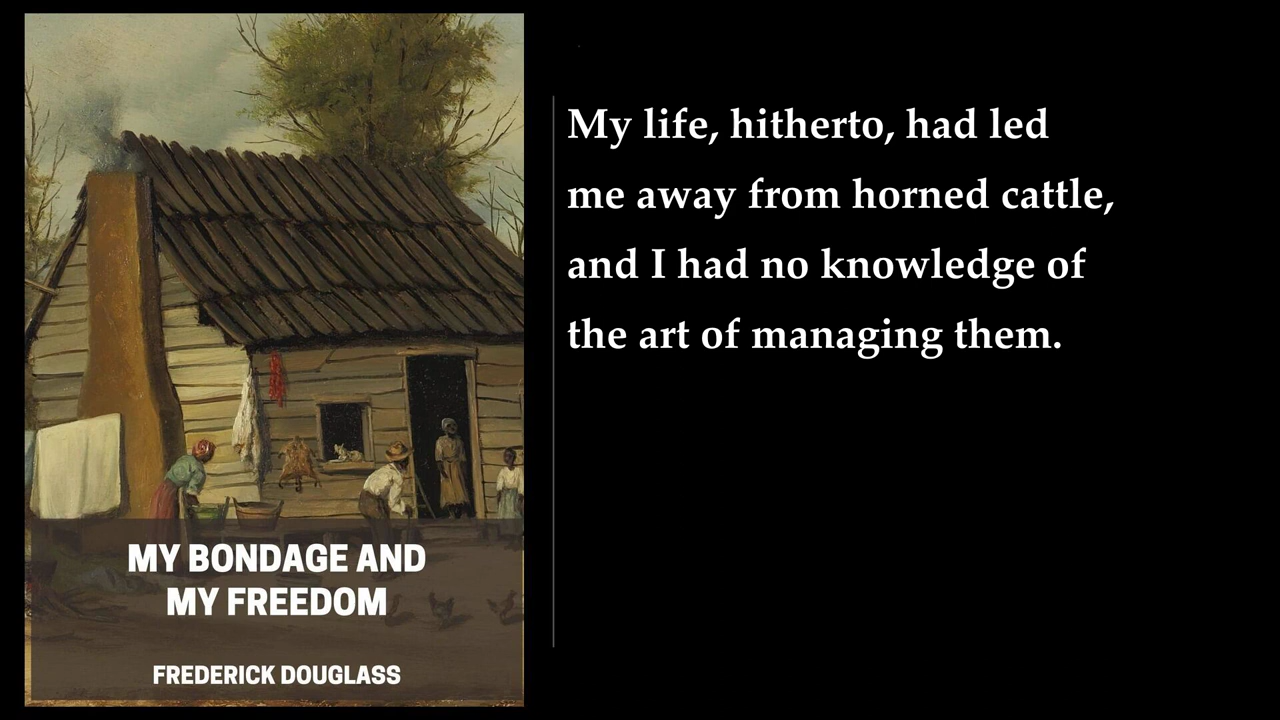 MY BONDAGE AND
MY FREEDOM
FREDERICK DOUGLASS
My life, hitherto, had led
me away from horned cattle,
and I had no knowledge of
the art of managing them.